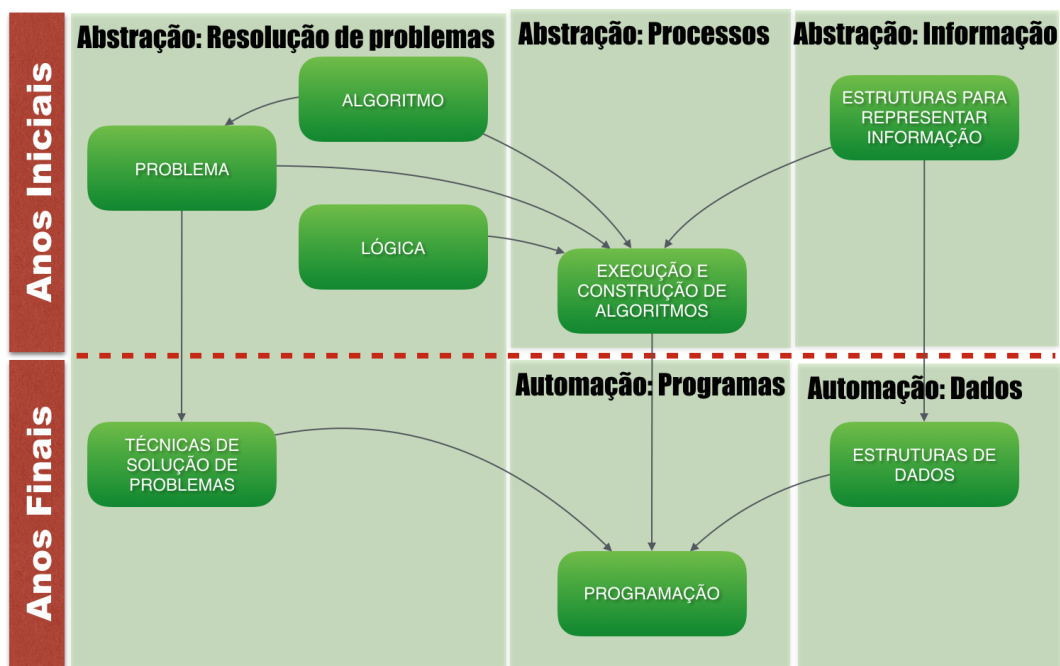 Anos Iniciais
Abstração: Resolução de problemas
Abstração: Processos
Abstração: Informação
ALGORITMO
PROBLEMA
LÓGICA
EXECUÇÃO E
CONSTRUÇÃO DE
ALGORITMOS
ESTRUTURAS PARA
REPRESENTAR
INFORMAÇÃO
Anos Finais
Automação: Programas
Automação: Dados
TÉCNICAS DE
SOLUÇÃO DE
PROBLEMAS
PROGRAMAÇÃO
ESTRUTURAS DE
DADOS